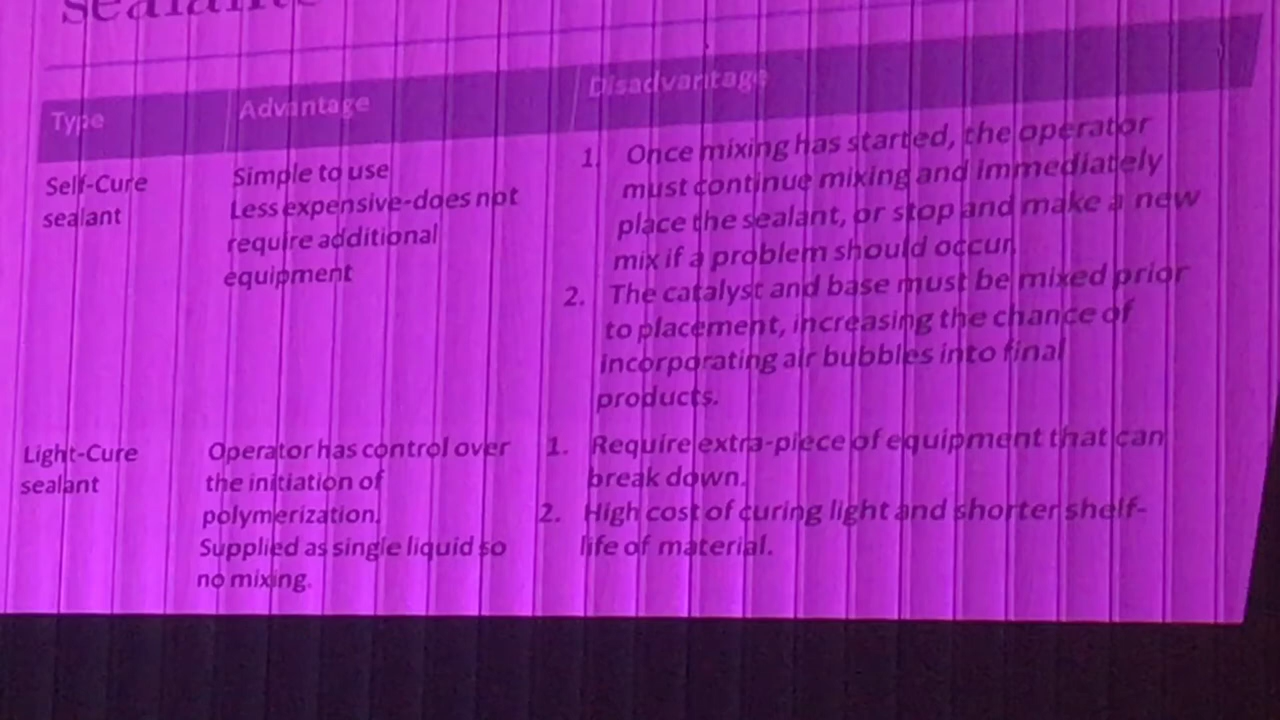 Type
Advantage
Disadvantage
Self-Cure
sealant
Simple to use
Less expensive-does not
require additional
equipment
1. Once mixing has started, the operator
must continue mixing and immediately
place the sealant, or stop and make a new
mix if a problem should occur.
2. The catalyst and base must be mixed prior
to placement, increasing the chance of
incorporating air bubbles into final
products.
Light-Cure
sealant
Operator has control over
the initiation of
polymerization.
Supplied as single liquid so
no mixing.
1. Require extra-piece of equipment that can
break down.
2. High cost of curing light and shorter shelf-
life of material.